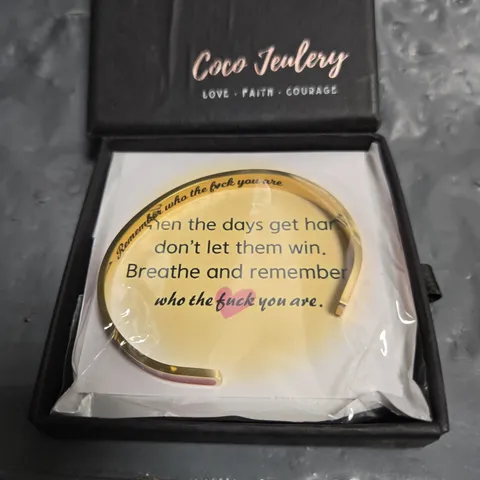 Coco Jeulery
LOVE · FAITH · COURAGE
Remember who the fvck you are
hen the days get har
don't let them win.
Breathe and remember
who the fuck you are.